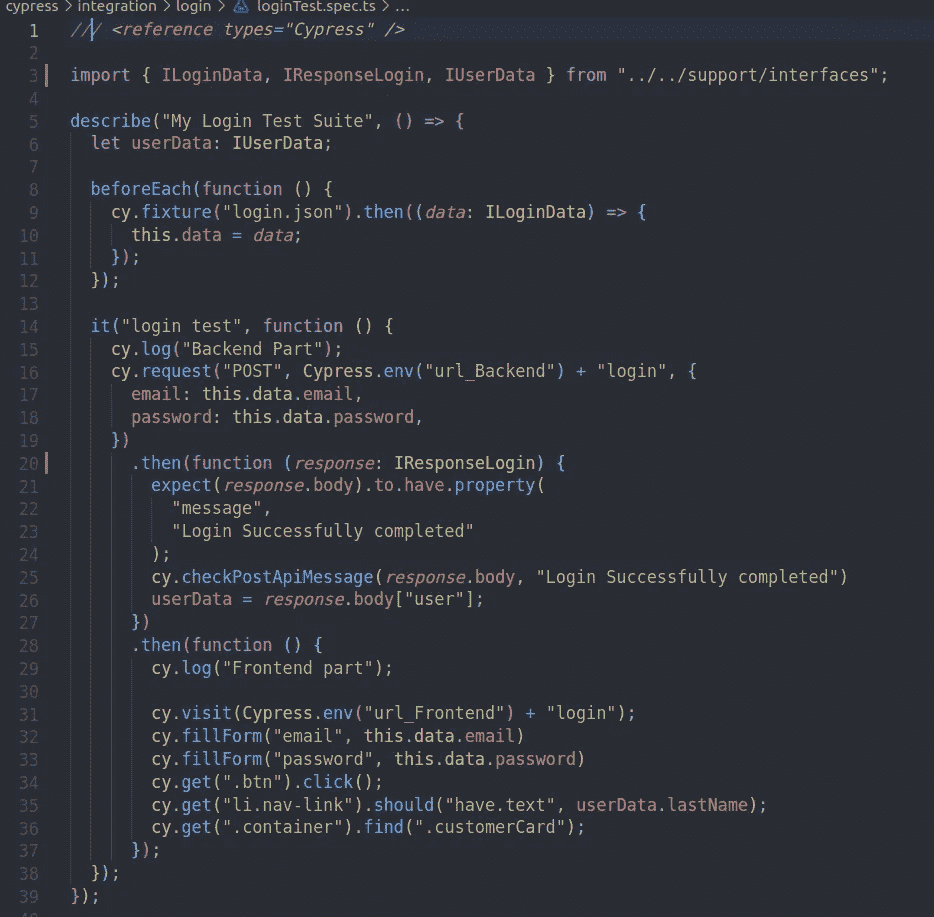 cypress > integration > login > loginTest.spec.ts > ...
1 /// <reference types="Cypress" />
2
3 import { ILoginData, IResponseLogin, IUserData } from "../../support/interfaces";
4
5 describe("My Login Test Suite", () => {
6   let userData: IUserData;
7
8   beforeEach(function () {
9     cy.fixture("login.json").then((data: ILoginData) => {
10       this.data = data;
11     });
12   });
13
14   it("login test", function () {
15     cy.log("Backend Part");
16     cy.request("POST", Cypress.env("url_Backend") + "login", {
17       email: this.data.email,
18       password: this.data.password,
19     })
20       .then(function (response: IResponseLogin) {
21         expect(response.body).to.have.property(
22           "message",
23           "Login Successfully completed"
24         );
25         cy.checkPostApiMessage(response.body, "Login Successfully completed")
26         userData = response.body["user"];
27       })
28       .then(function () {
29         cy.log("Frontend part");
30
31         cy.visit(Cypress.env("url_Frontend") + "login");
32         cy.fillForm("email", this.data.email)
33         cy.fillForm("password", this.data.password)
34         cy.get(".btn").click();
35         cy.get("li.nav-link").should("have.text", userData.lastName);
36         cy.get(".container").find(".customerCard");
37       });
38   });
39 });